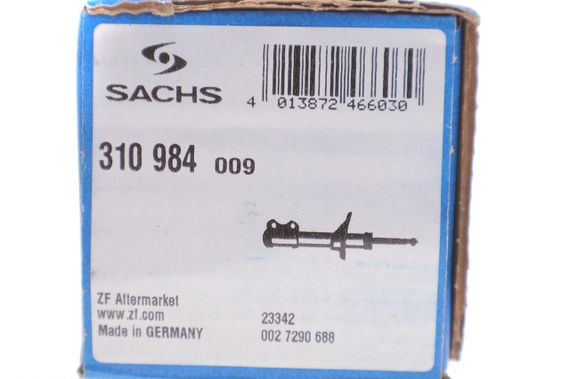 SACHS
4 013872 466030
310 984 009
ZF Aftermarket
www.zf.com
Made in GERMANY
23342
002 7290 688